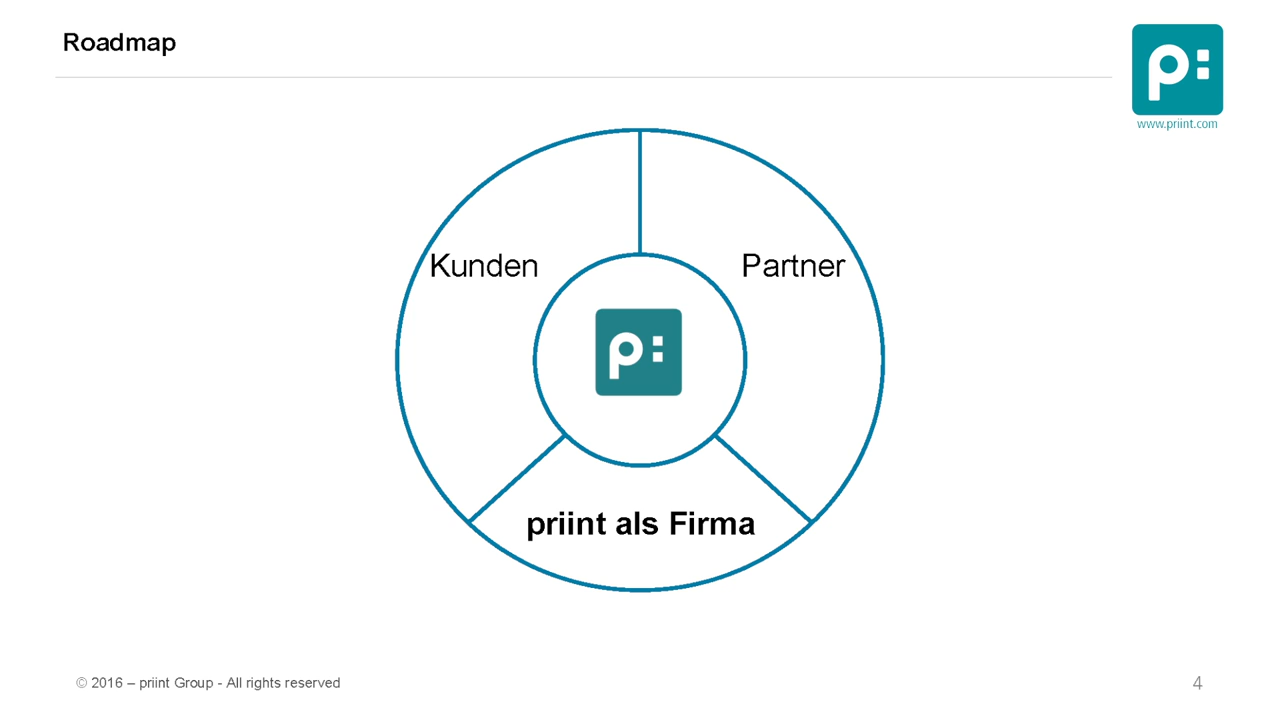 Roadmap
p:
www.priint.com
Kunden
Partner
p:
priint als Firma
© 2016 – priint Group - All rights reserved
4